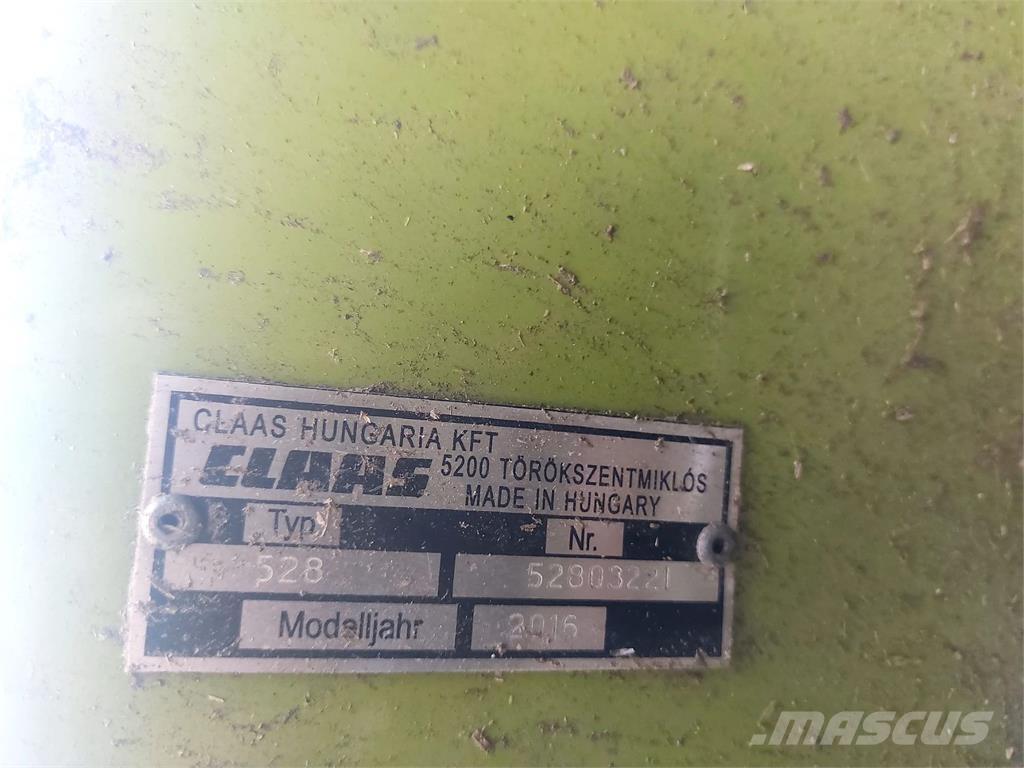 CLAAS HUNGARIA KFT
CLAAS 5200 TÖRÖKSZENTMIKLÓS
MADE IN HUNGARY
Typ Nr.
528 52803221
Modelljahr 2016
MASCUS